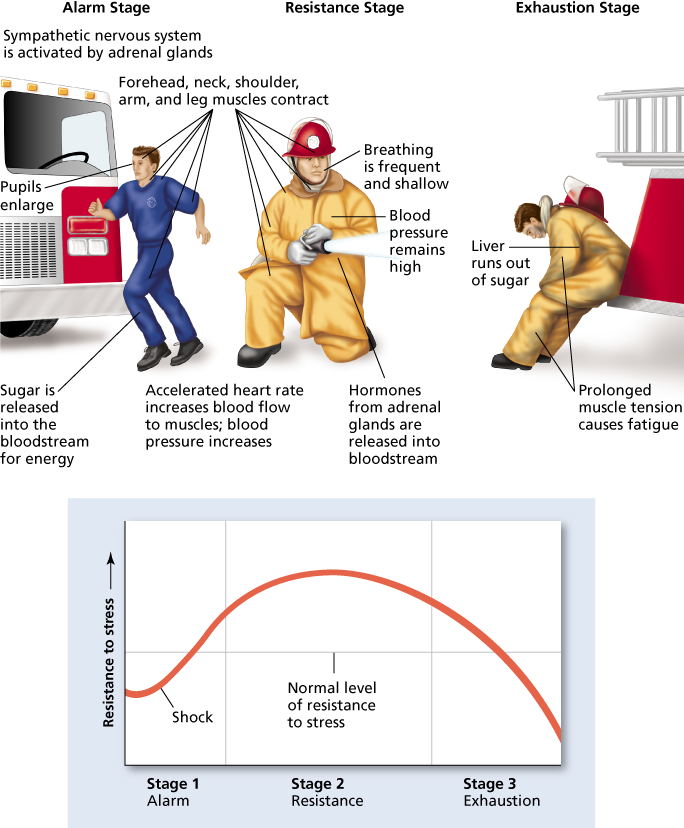 Alarm Stage
Resistance Stage
Exhaustion Stage
Sympathetic nervous system
is activated by adrenal glands
Forehead, neck, shoulder,
arm, and leg muscles contract
Pupils
enlarge
Breathing
is frequent
and shallow
Blood
pressure
remains
high
Liver
runs out
of sugar
Sugar is
released
into the
bloodstream
for energy
Accelerated heart rate
increases blood flow
to muscles; blood
pressure increases
Hormones
from adrenal
glands are
released into
bloodstream
Prolonged
muscle tension
causes fatigue
Resistance to stress
Shock
Normal level
of resistance
to stress
Stage 1
Alarm
Stage 2
Resistance
Stage 3
Exhaustion